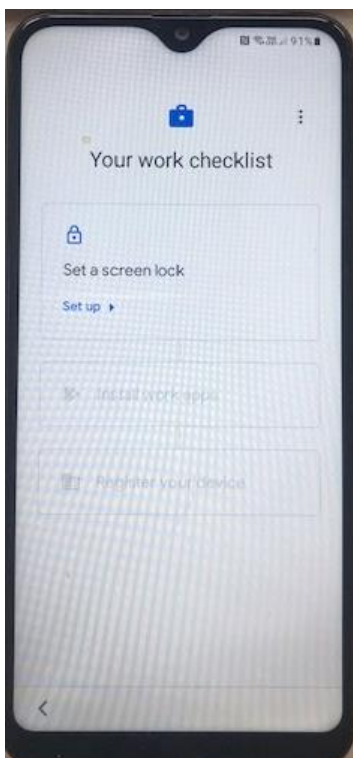 91%
Your work checklist
Set a screen lock
Set up
Install work apps
Register your device